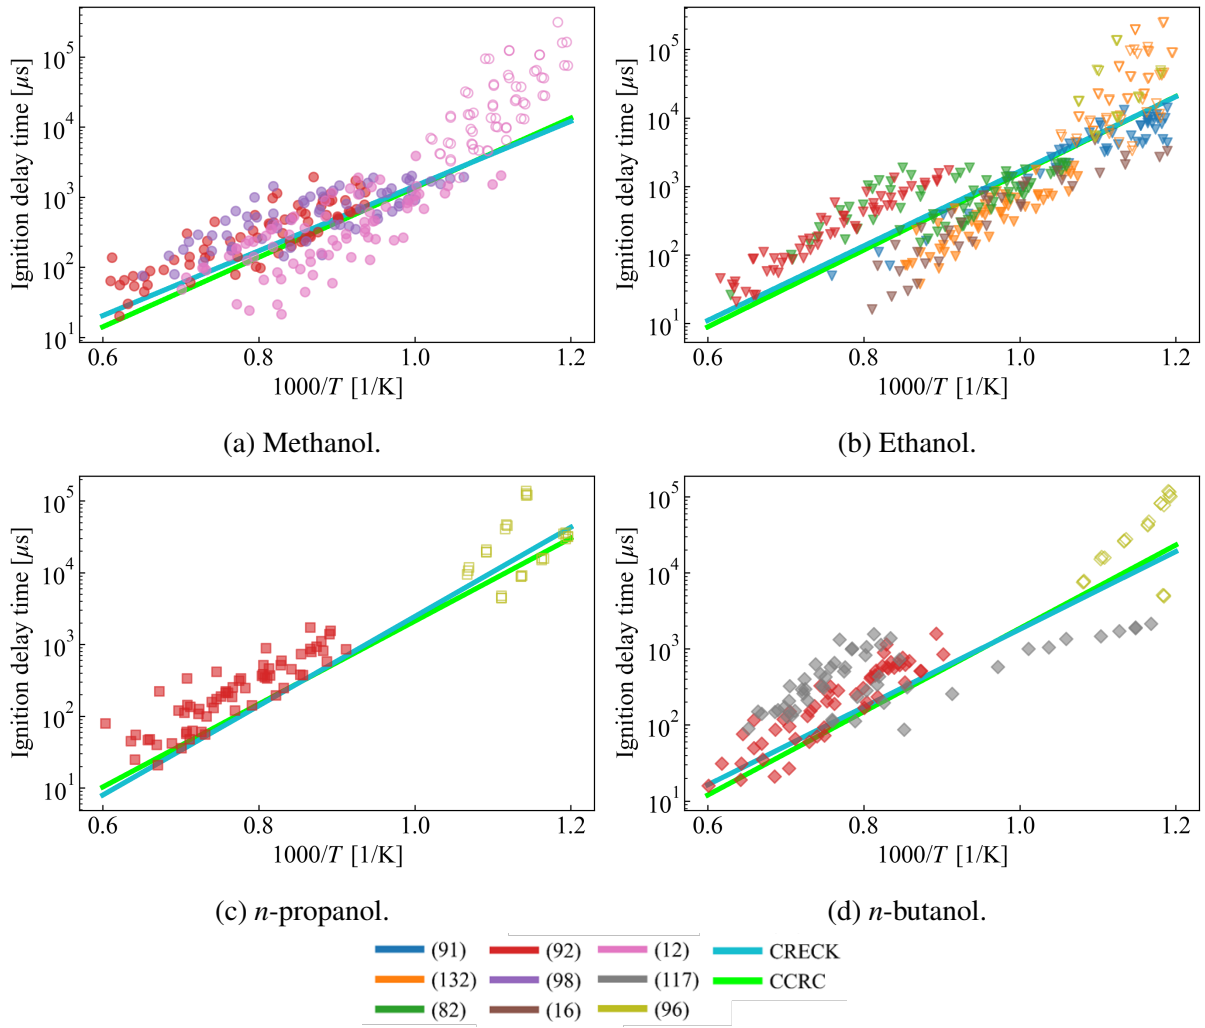 10^5
10^4
10^3
10^2
10^1
Ignition delay time [μs]
0.6 0.8 1.0 1.2
1000/T [1/K]
(a) Methanol.
10^5
10^4
10^3
10^2
10^1
Ignition delay time [μs]
0.6 0.8 1.0 1.2
1000/T [1/K]
(b) Ethanol.
10^5
10^4
10^3
10^2
10^1
Ignition delay time [μs]
0.6 0.8 1.0 1.2
1000/T [1/K]
(c) n-propanol.
10^5
10^4
10^3
10^2
10^1
Ignition delay time [μs]
0.6 0.8 1.0 1.2
1000/T [1/K]
(d) n-butanol.
(91) (92) (12) CRECK
(132) (98) (117) CCRC
(82) (16) (96)